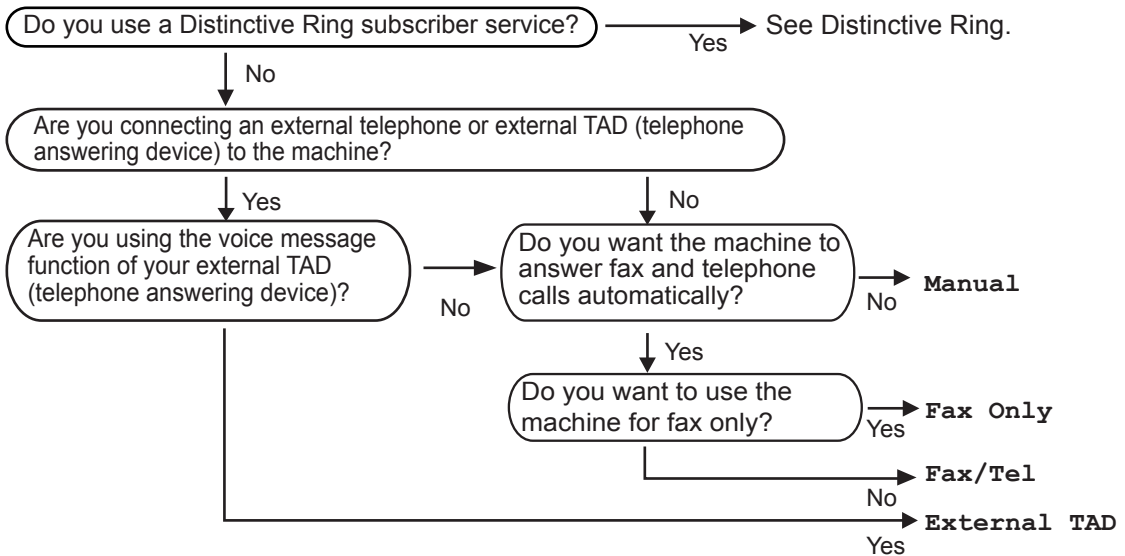 Do you use a Distinctive Ring subscriber service?
Yes
See Distinctive Ring.
No
Are you connecting an external telephone or external TAD (telephone
answering device) to the machine?
Yes
No
Are you using the voice message
function of your external TAD
(telephone answering device)?
No
Do you want the machine to
answer fax and telephone
calls automatically?
No
Manual
Yes
Do you want to use the
machine for fax only?
Yes
Fax Only
No
Fax/Tel
Yes
External TAD